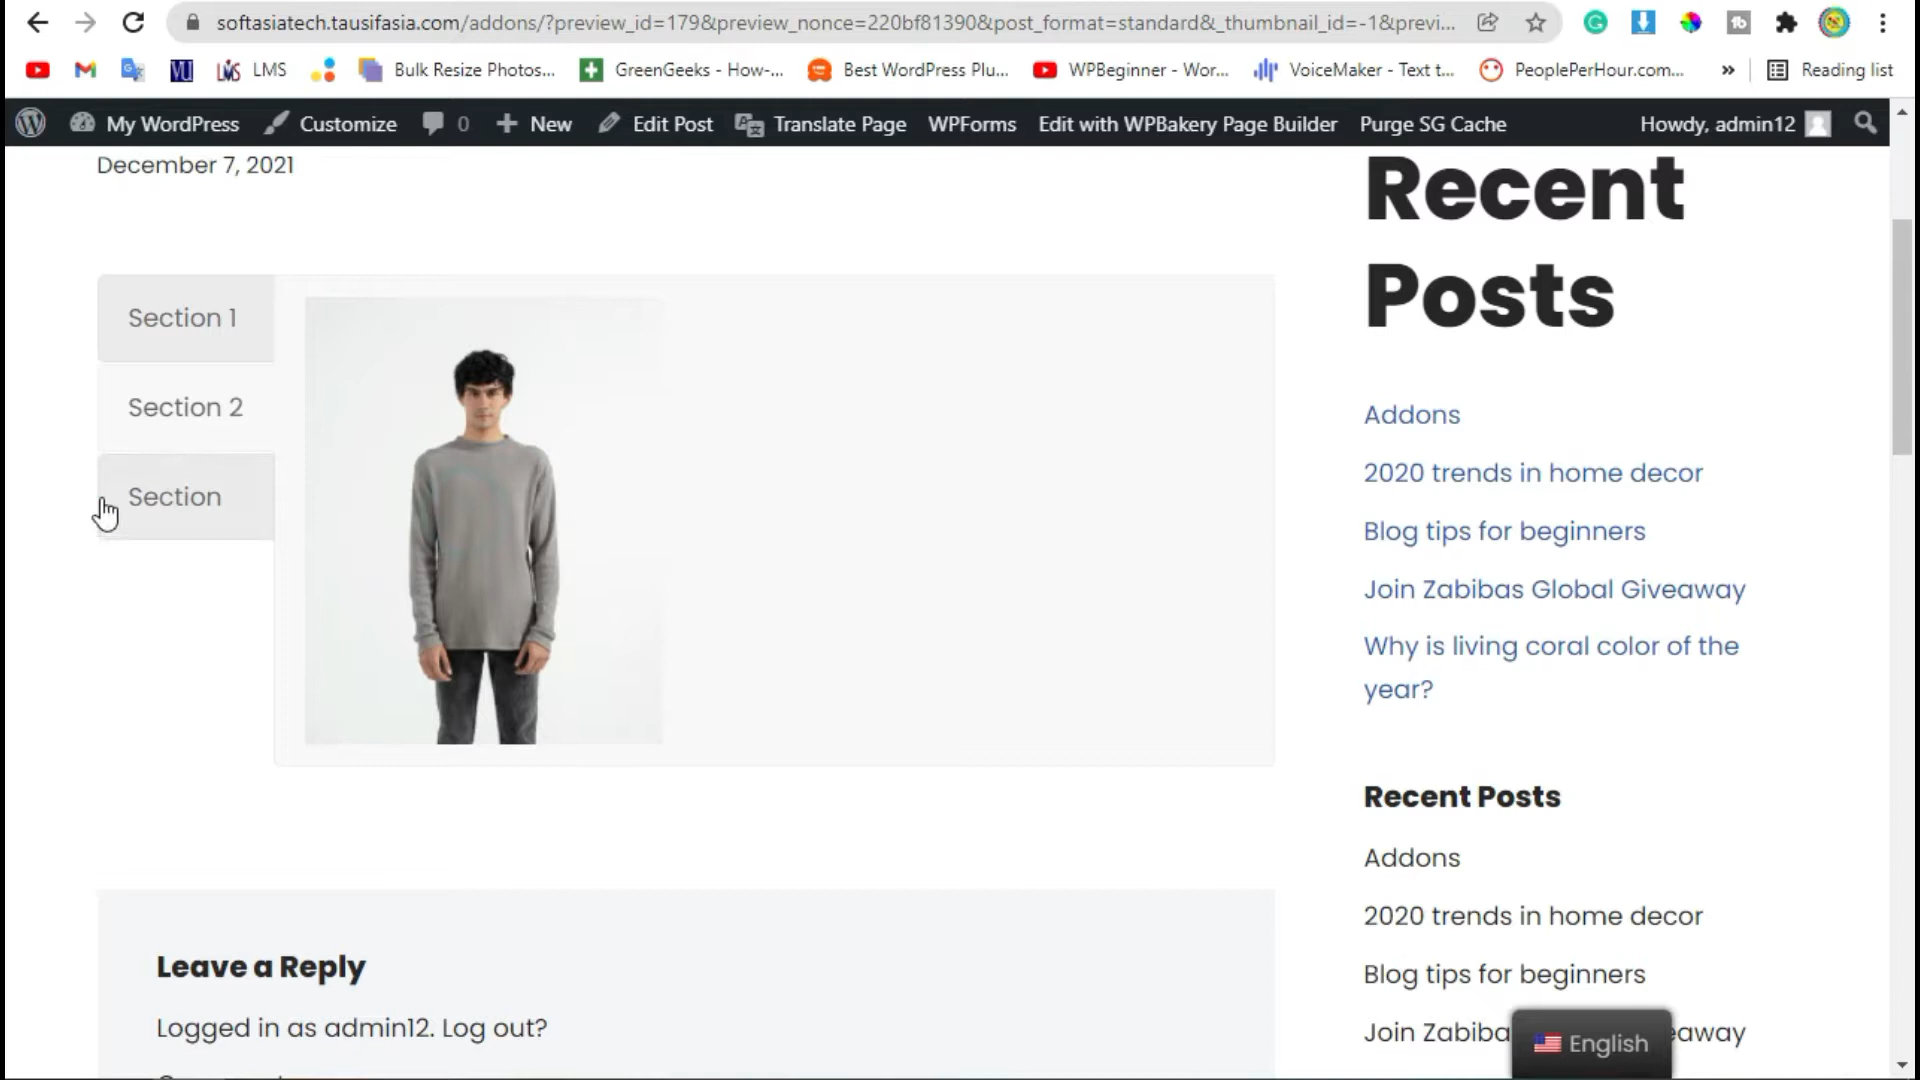 softasiatech.tausifasia.com/addons/?preview_id=179&preview_nonce=220bf81390&post_format=standard&_thumbnail_id=-1&previ...
LMS
Bulk Resize Photos...
GreenGeeks - How-...
Best WordPress Plu...
WPBeginner - Wor...
VoiceMaker - Text t...
PeoplePerHour.com...
»
Reading list
My WordPress
Customize
0
New
Edit Post
Translate Page
WPForms
Edit with WPBakery Page Builder
Purge SG Cache
Howdy, admin12
December 7, 2021
Section 1
Section 2
Section
Leave a Reply
Logged in as admin12. Log out?
Recent
Posts
Addons
2020 trends in home decor
Blog tips for beginners
Join Zabibas Global Giveaway
Why is living coral color of the
year?
Recent Posts
Addons
2020 trends in home decor
Blog tips for beginners
Join Zabiba
eaway
English